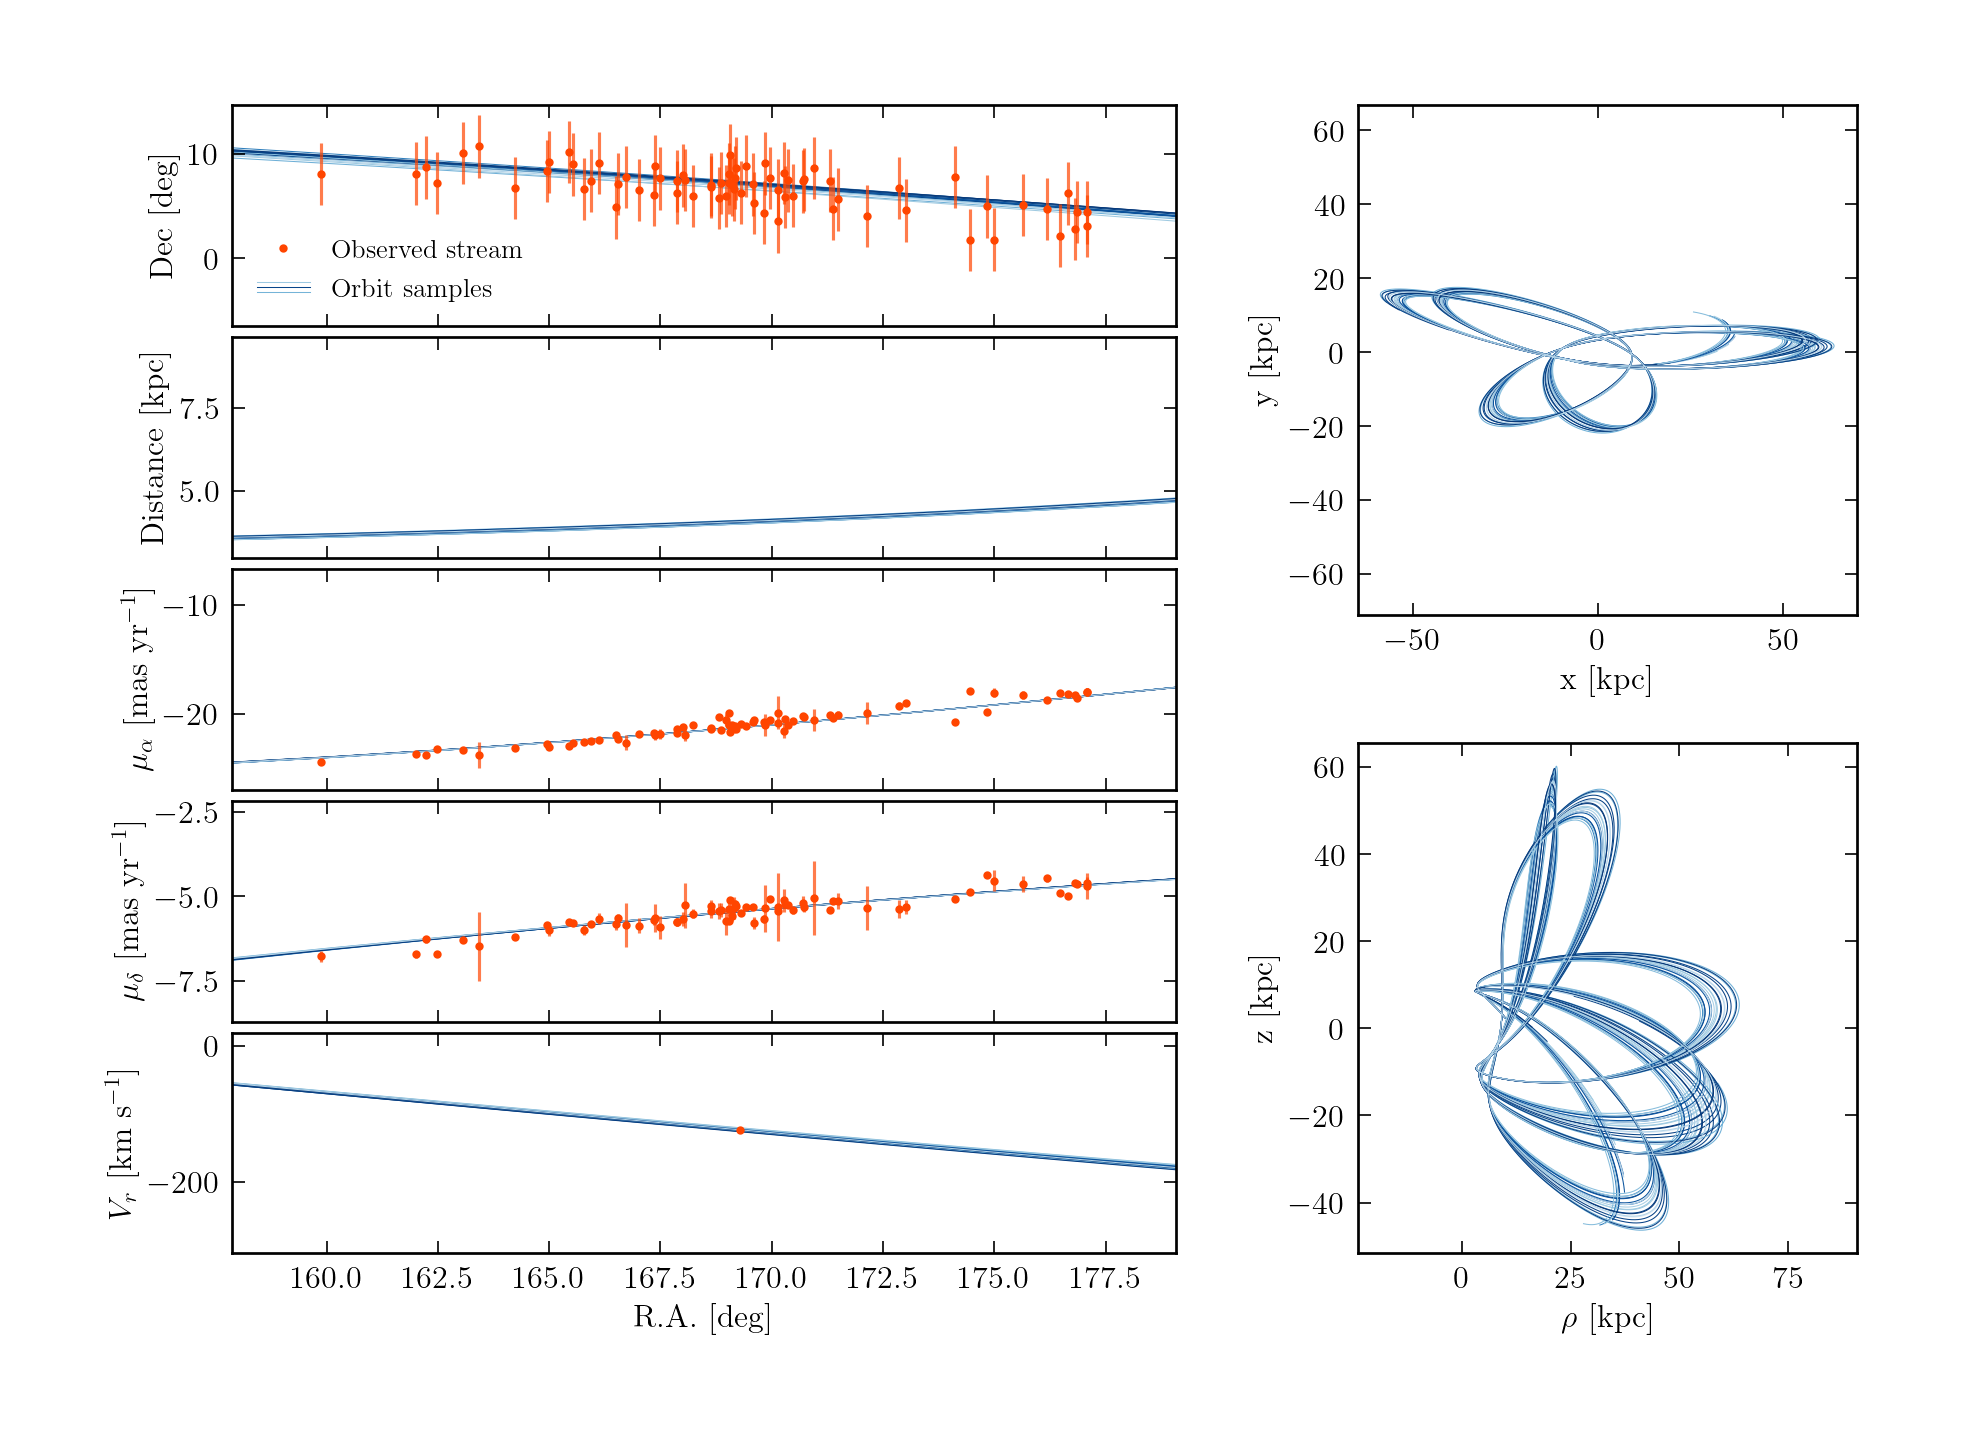 Dec [deg]
10
0
Observed stream
Orbit samples
Distance [kpc]
7.5
5.0
μα [mas yr⁻¹]
−10
−20
μδ [mas yr⁻¹]
−2.5
−5.0
−7.5
Vr [km s⁻¹]
0
−200
160.0 162.5 165.0 167.5 170.0 172.5 175.0 177.5
R.A. [deg]
y [kpc]
60
40
20
0
−20
−40
−60
−50 0 50
x [kpc]
z [kpc]
60
40
20
0
−20
−40
0 25 50 75
ρ [kpc]